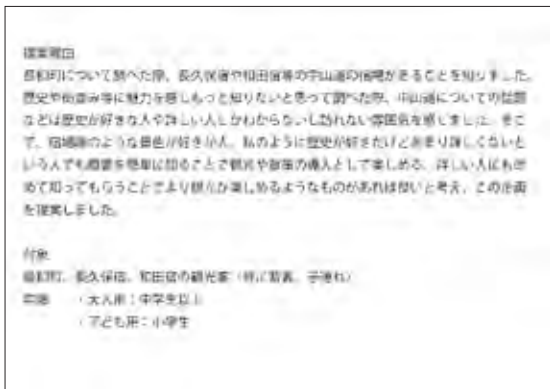 提案理由
長和町について調べた際、長久保宿や和田宿等の中山道の宿場があることを知りました。
歴史や街並み等に魅力を感じもっと知りたいと思って調べた際、中山道についての話題
などは歴史が好きな人や詳しい人しかわからないし訪れない雰囲気を感じました。そこ
で、宿場町のような景色が好きな人、私のように歴史が好きだけどあまり詳しくないと
いう人でも概要を簡単に知ることで観光や散策の導入として楽しめる、詳しい人にも
めて知ってもらうことでより観光が楽しめるようなものがあれば良いと考え、この企画
を提案しました。
対象
長和町、長久保宿、和田宿の観光客（特に 、子連れ）
・大人用：中学生以上
・子ども用：小学生